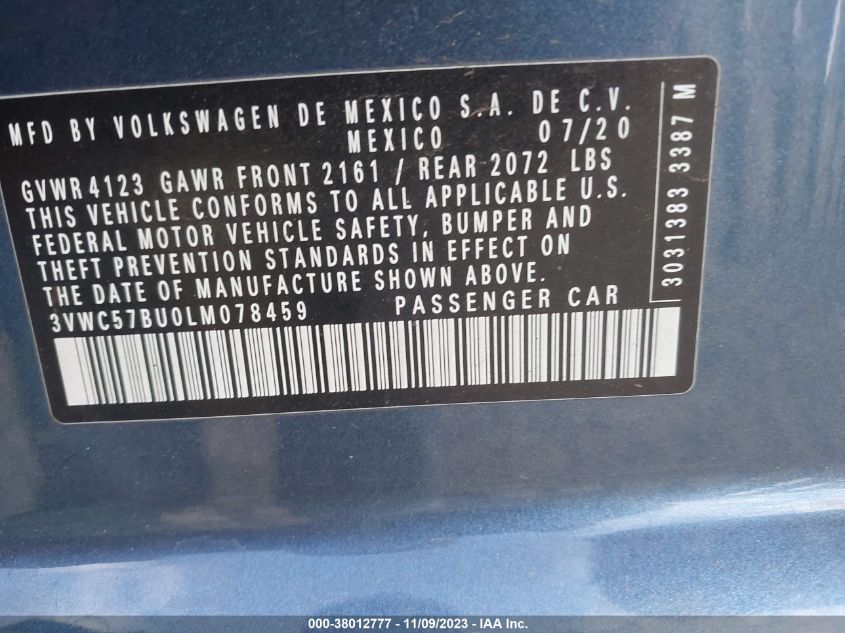 MFD BY VOLKSWAGEN DE MEXICO S.A. DE C.V.
MEXICO 07/20
GVWR 4123 GAWR FRONT 2161 / REAR 2072 LBS
THIS VEHICLE CONFORMS TO ALL APPLICABLE U.S.
FEDERAL MOTOR VEHICLE SAFETY, BUMPER AND
THEFT PREVENTION STANDARDS IN EFFECT ON
THE DATE OF MANUFACTURE SHOWN ABOVE.
3VWC57BU0LM078459 PASSENGER CAR
3031383 3387 M
000-38012777 - 11/09/2023 - IAA Inc.